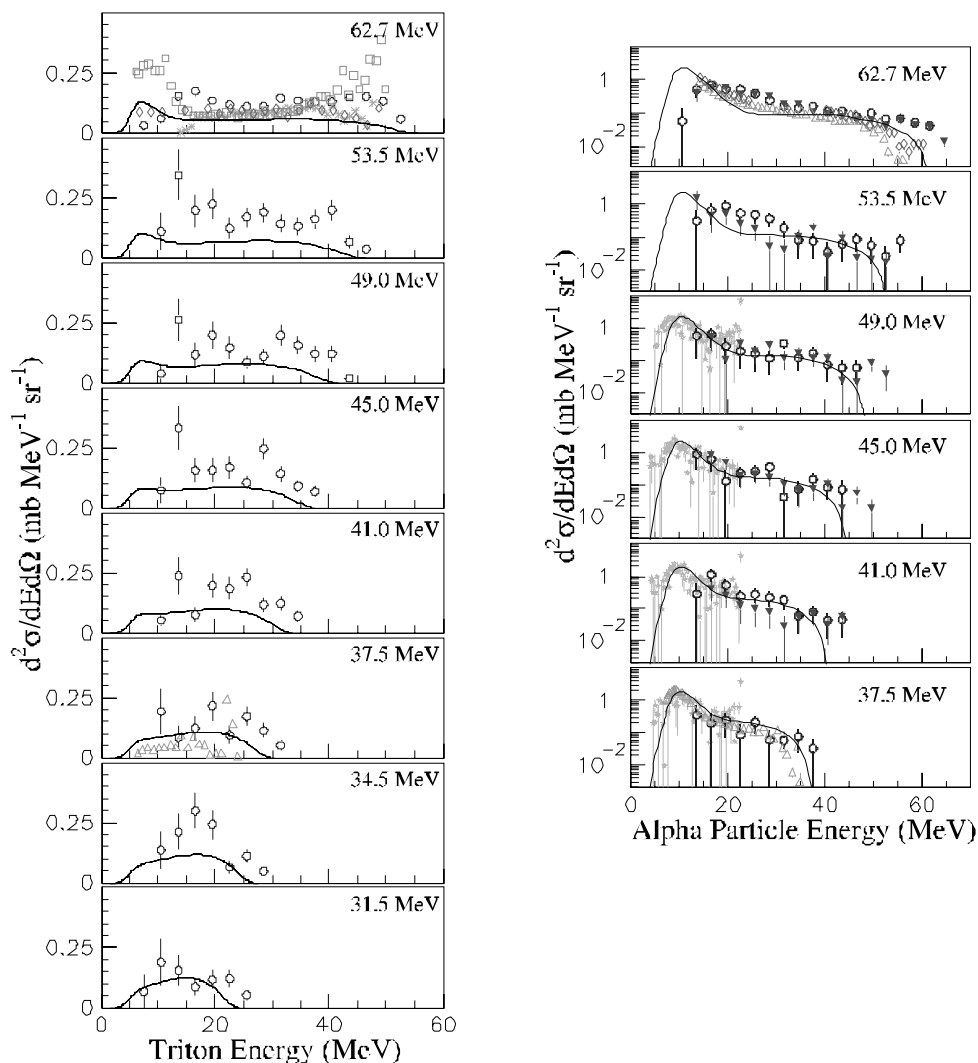 62.7 MeV
0.25
0
53.5 MeV
0.25
0
49.0 MeV
0.25
0
45.0 MeV
0.25
0
41.0 MeV
0.25
0
37.5 MeV
0.25
0
34.5 MeV
0.25
0
31.5 MeV
0.25
0
0 20 40 60
Triton Energy (MeV)
d²σ/dEdΩ (mb MeV⁻¹ sr⁻¹)
62.7 MeV
1
10⁻²
53.5 MeV
1
10⁻²
49.0 MeV
1
10⁻²
45.0 MeV
1
10⁻²
41.0 MeV
1
10⁻²
37.5 MeV
1
10⁻²
0 20 40 60
Alpha Particle Energy (MeV)
d²σ/dEdΩ (mb MeV⁻¹ sr⁻¹)